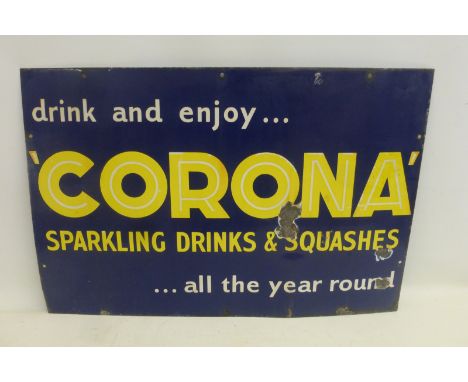 drink and enjoy...
'CORONA'
SPARKLING DRINKS & SQUASHES
... all the year round